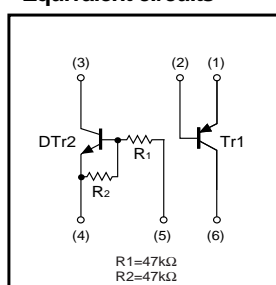 Equivalent circuits
(3) (2) (1)
DTr2 R1 Tr1
R2
(4) (5) (6)
R1=47kΩ
R2=47kΩ